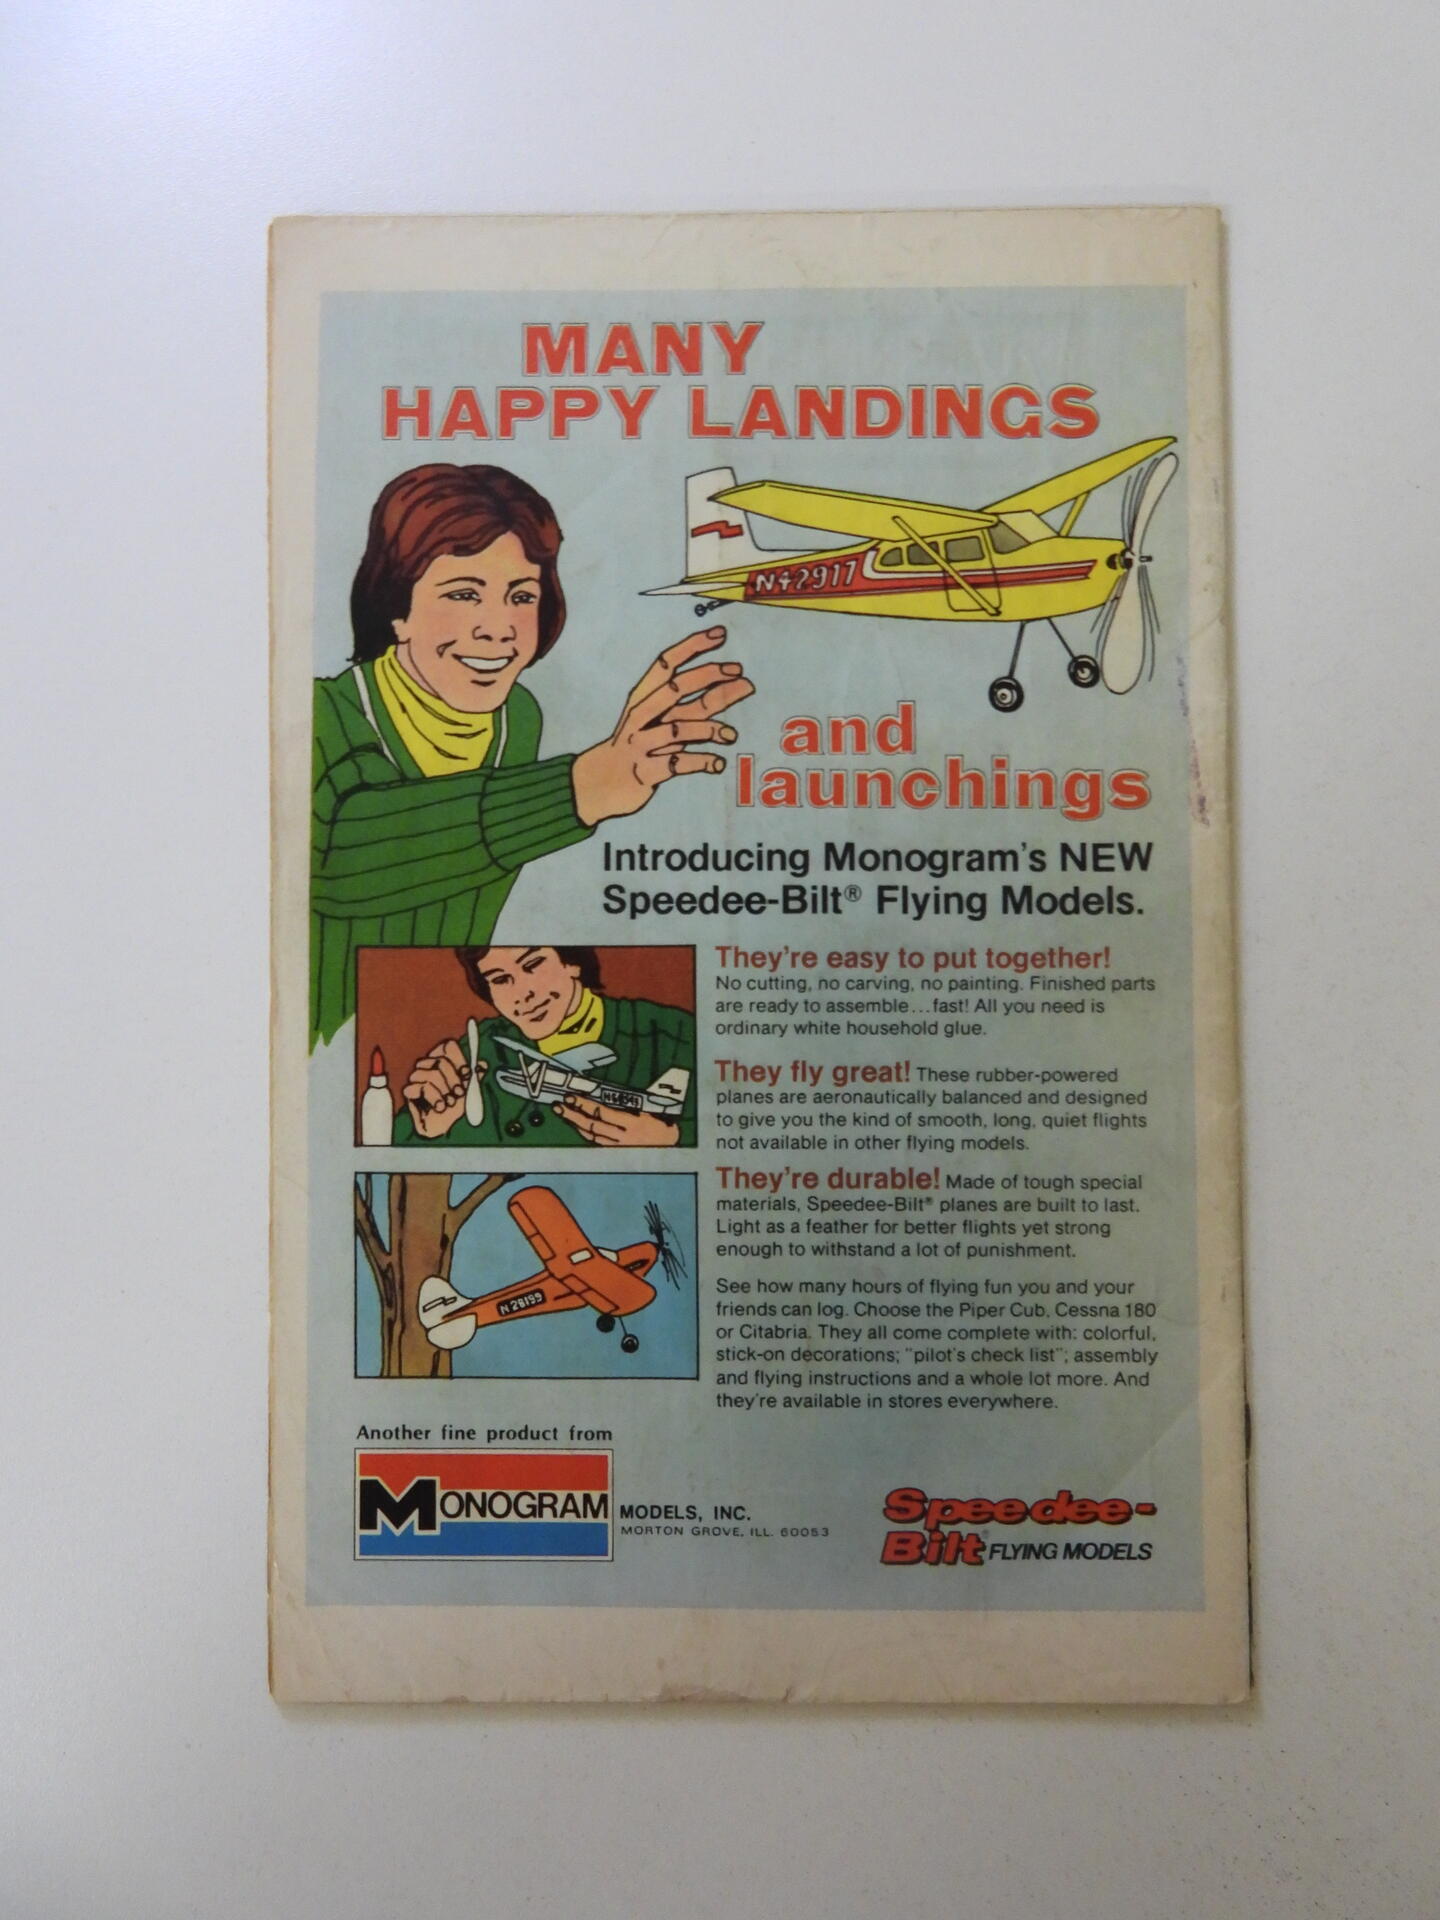 MANY
HAPPY LANDINGS
N42917
and
launchings
Introducing Monogram's NEW
Speedee-Bilt® Flying Models.
They're easy to put together!
No cutting, no carving, no painting. Finished parts
are ready to assemble...fast! All you need is
ordinary white household glue.
They fly great! These rubber-powered
planes are aeronautically balanced and designed
to give you the kind of smooth, long, quiet flights
not available in other flying models.
They're durable! Made of tough special
materials, Speedee-Bilt® planes are built to last.
Light as a feather for better flights yet strong
enough to withstand a lot of punishment.
N28199
See how many hours of flying fun you and your
friends can log. Choose the Piper Cub, Cessna 180
or Citabria. They all come complete with: colorful,
stick-on decorations; "pilot's check list"; assembly
and flying instructions and a whole lot more. And
they're available in stores everywhere.
Another fine product from
MONOGRAM
MODELS, INC.
MORTON GROVE, ILL. 60053
Speedee-
Bilt® FLYING MODELS